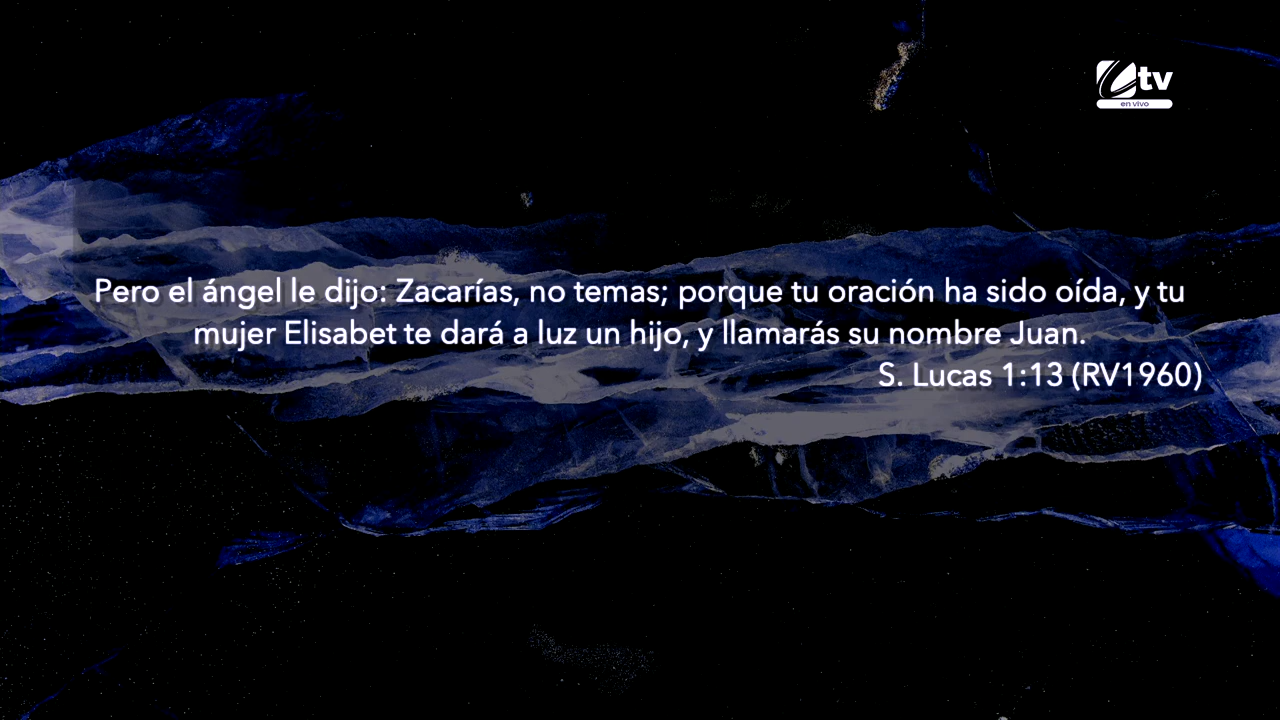 tv
en vivo
Pero el ángel le dijo: Zacarías, no temas; porque tu oración ha sido oída, y tu
mujer Elisabet te dará a luz un hijo, y llamarás su nombre Juan.
S. Lucas 1:13 (RV1960)